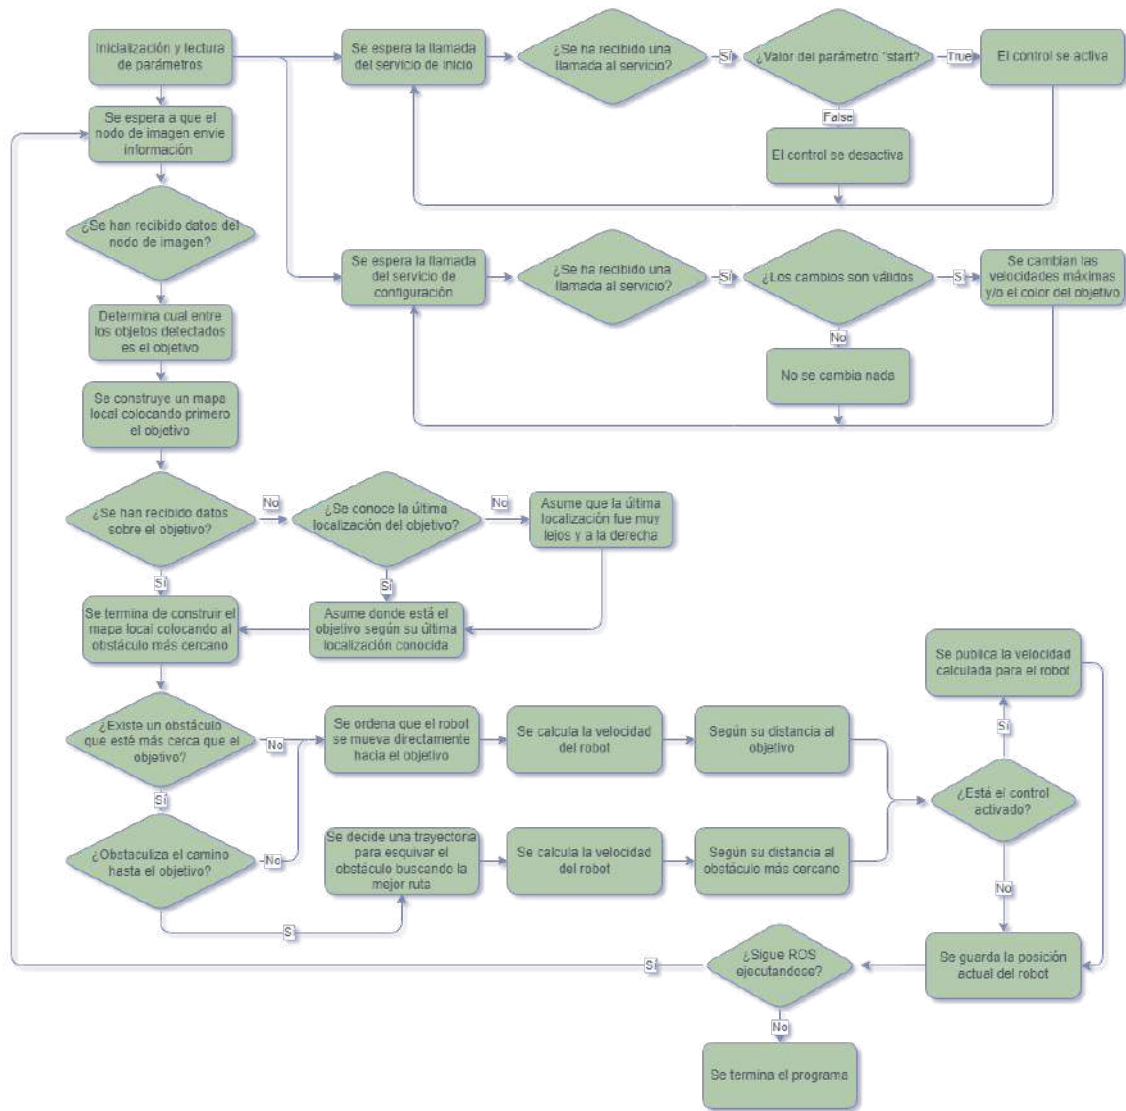 Inicialización y lectura
de parámetros
Se espera la llamada
del servicio de inicio
¿Se ha recibido una
llamada al servicio?
Sí
¿Valor del parámetro "start?
True
El control se activa
False
El control se desactiva
Se espera a que el
nodo de imagen envie
información
¿Se han recibido datos del
nodo de imagen?
Se espera la llamada
del servicio de
configuración
¿Se ha recibido una
llamada al servicio?
Sí
¿Los cambios son válidos
Sí
Se cambian las
velocidades máximas
y/o el color del objetivo
No
No se cambia nada
Determina cual entre
los objetos detectados
es el objetivo
Se construye un mapa
local colocando primero
el objetivo
¿Se han recibido datos
sobre el objetivo?
No
¿Se conoce la última
localización del objetivo?
No
Asume que la última
localización fue muy
lejos y a la derecha
Sí
Sí
Se termina de construir el
mapa local colocando al
obstáculo más cercano
Asume donde está el
objetivo según su última
localización conocida
¿Existe un obstáculo
que esté más cerca que el
objetivo?
No
Se ordena que el robot
se mueva directamente
hacia el objetivo
Se calcula la velocidad
del robot
Según su distancia al
objetivo
Se publica la velocidad
calculada para el robot
Sí
¿Está el control
activado?
Sí
¿Obstaculiza el camino
hasta el objetivo?
No
Se decide una trayectoria
para esquivar el
obstáculo buscando la
mejor ruta
Se calcula la velocidad
del robot
Según su distancia al
obstáculo más cercano
Sí
No
Se guarda la posición
actual del robot
¿Sigue ROS
ejecutandose?
Sí
No
Se termina el programa